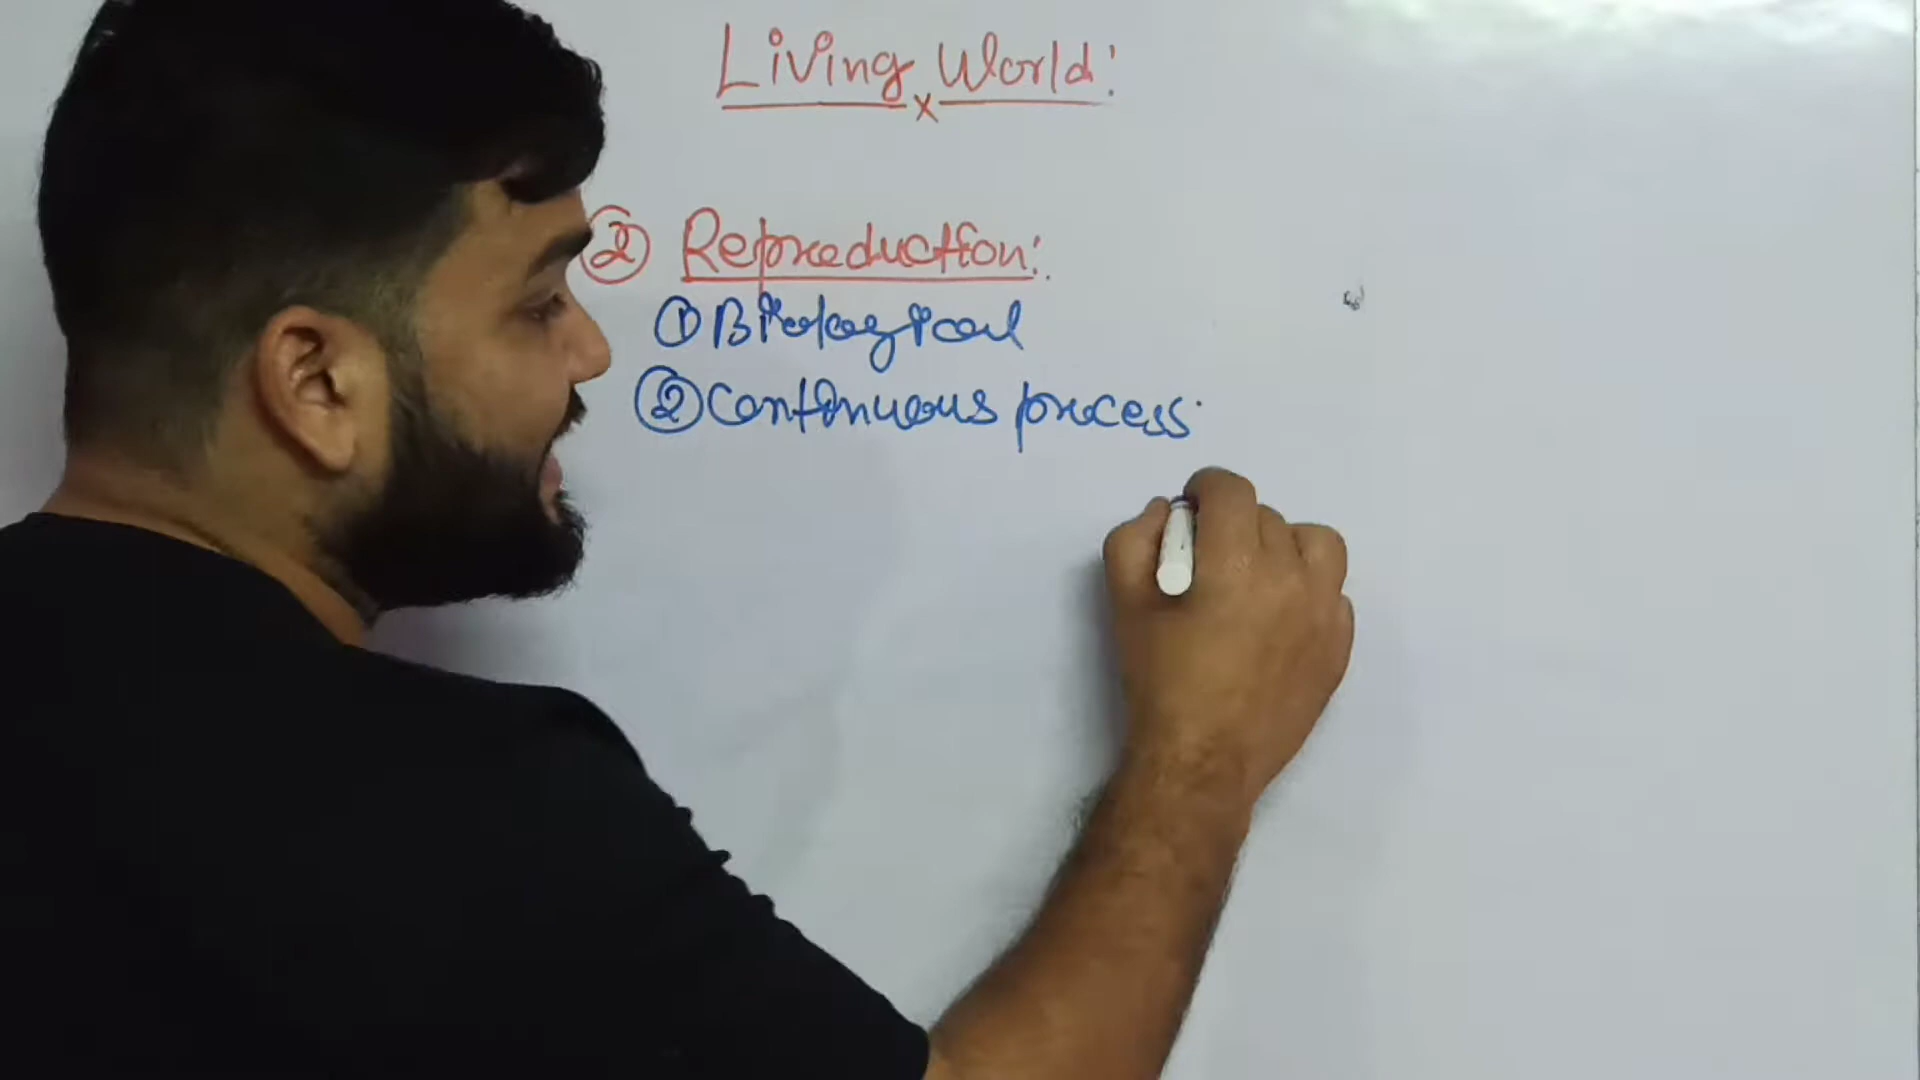 Living World:
② Reproduction:
① Biological
② Continuous process.